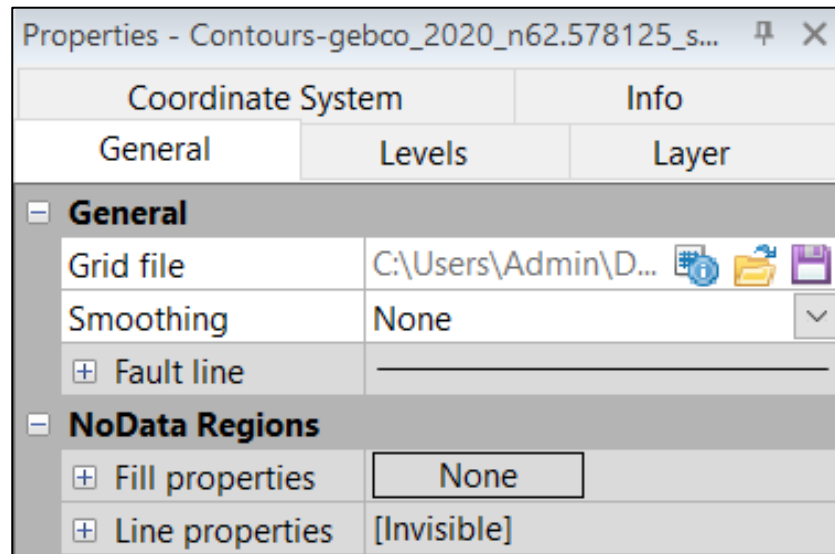 Properties - Contours-gebco_2020_n62.578125_s...
Coordinate System Info
General Levels Layer
General
Grid file C:\Users\Admin\D...
Smoothing None
Fault line
NoData Regions
Fill properties None
Line properties [Invisible]